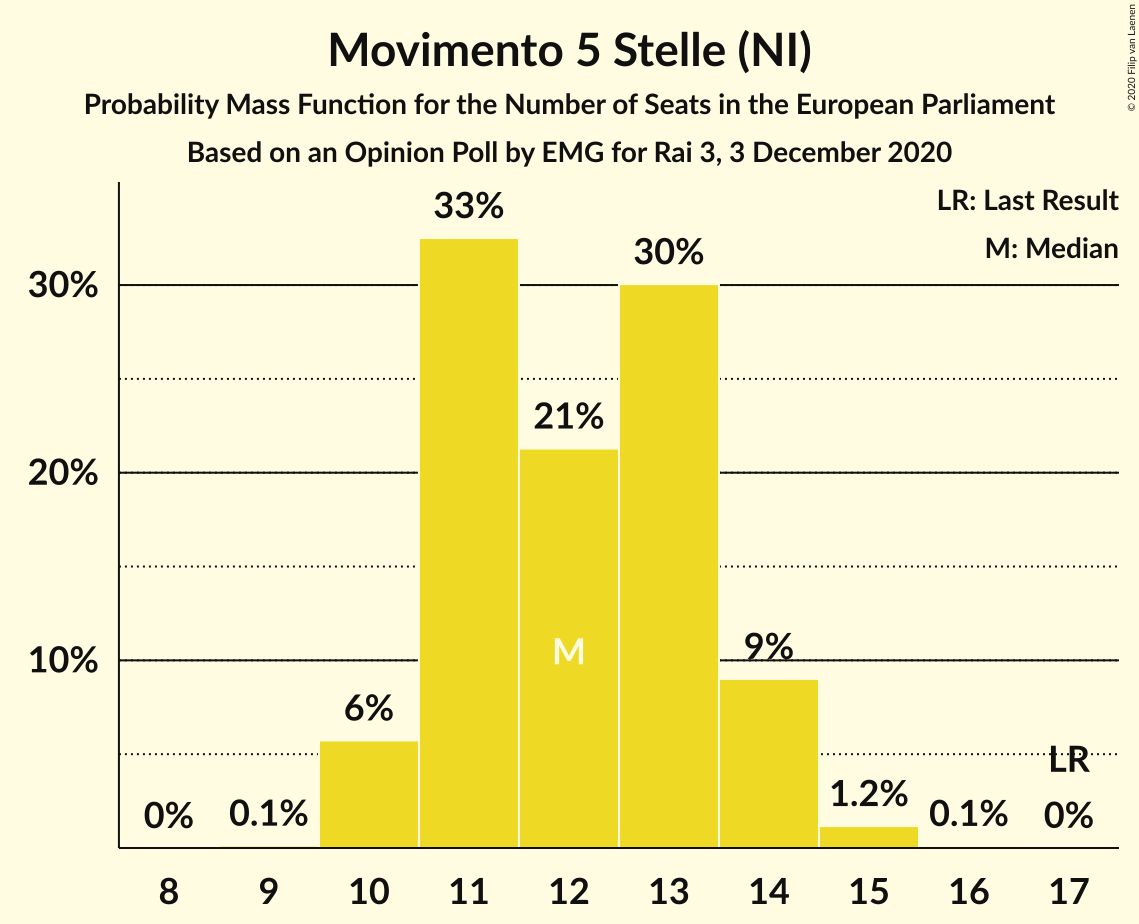 Movimento 5 Stelle (NI)
Probability Mass Function for the Number of Seats in the European Parliament
Based on an Opinion Poll by EMG for Rai 3, 3 December 2020
© 2020 Filip van Laenen
LR: Last Result
M: Median
30%
20%
10%
0%
0.1%
6%
33%
21%
30%
9%
1.2%
0.1%
0%
M
LR
8 9 10 11 12 13 14 15 16 17